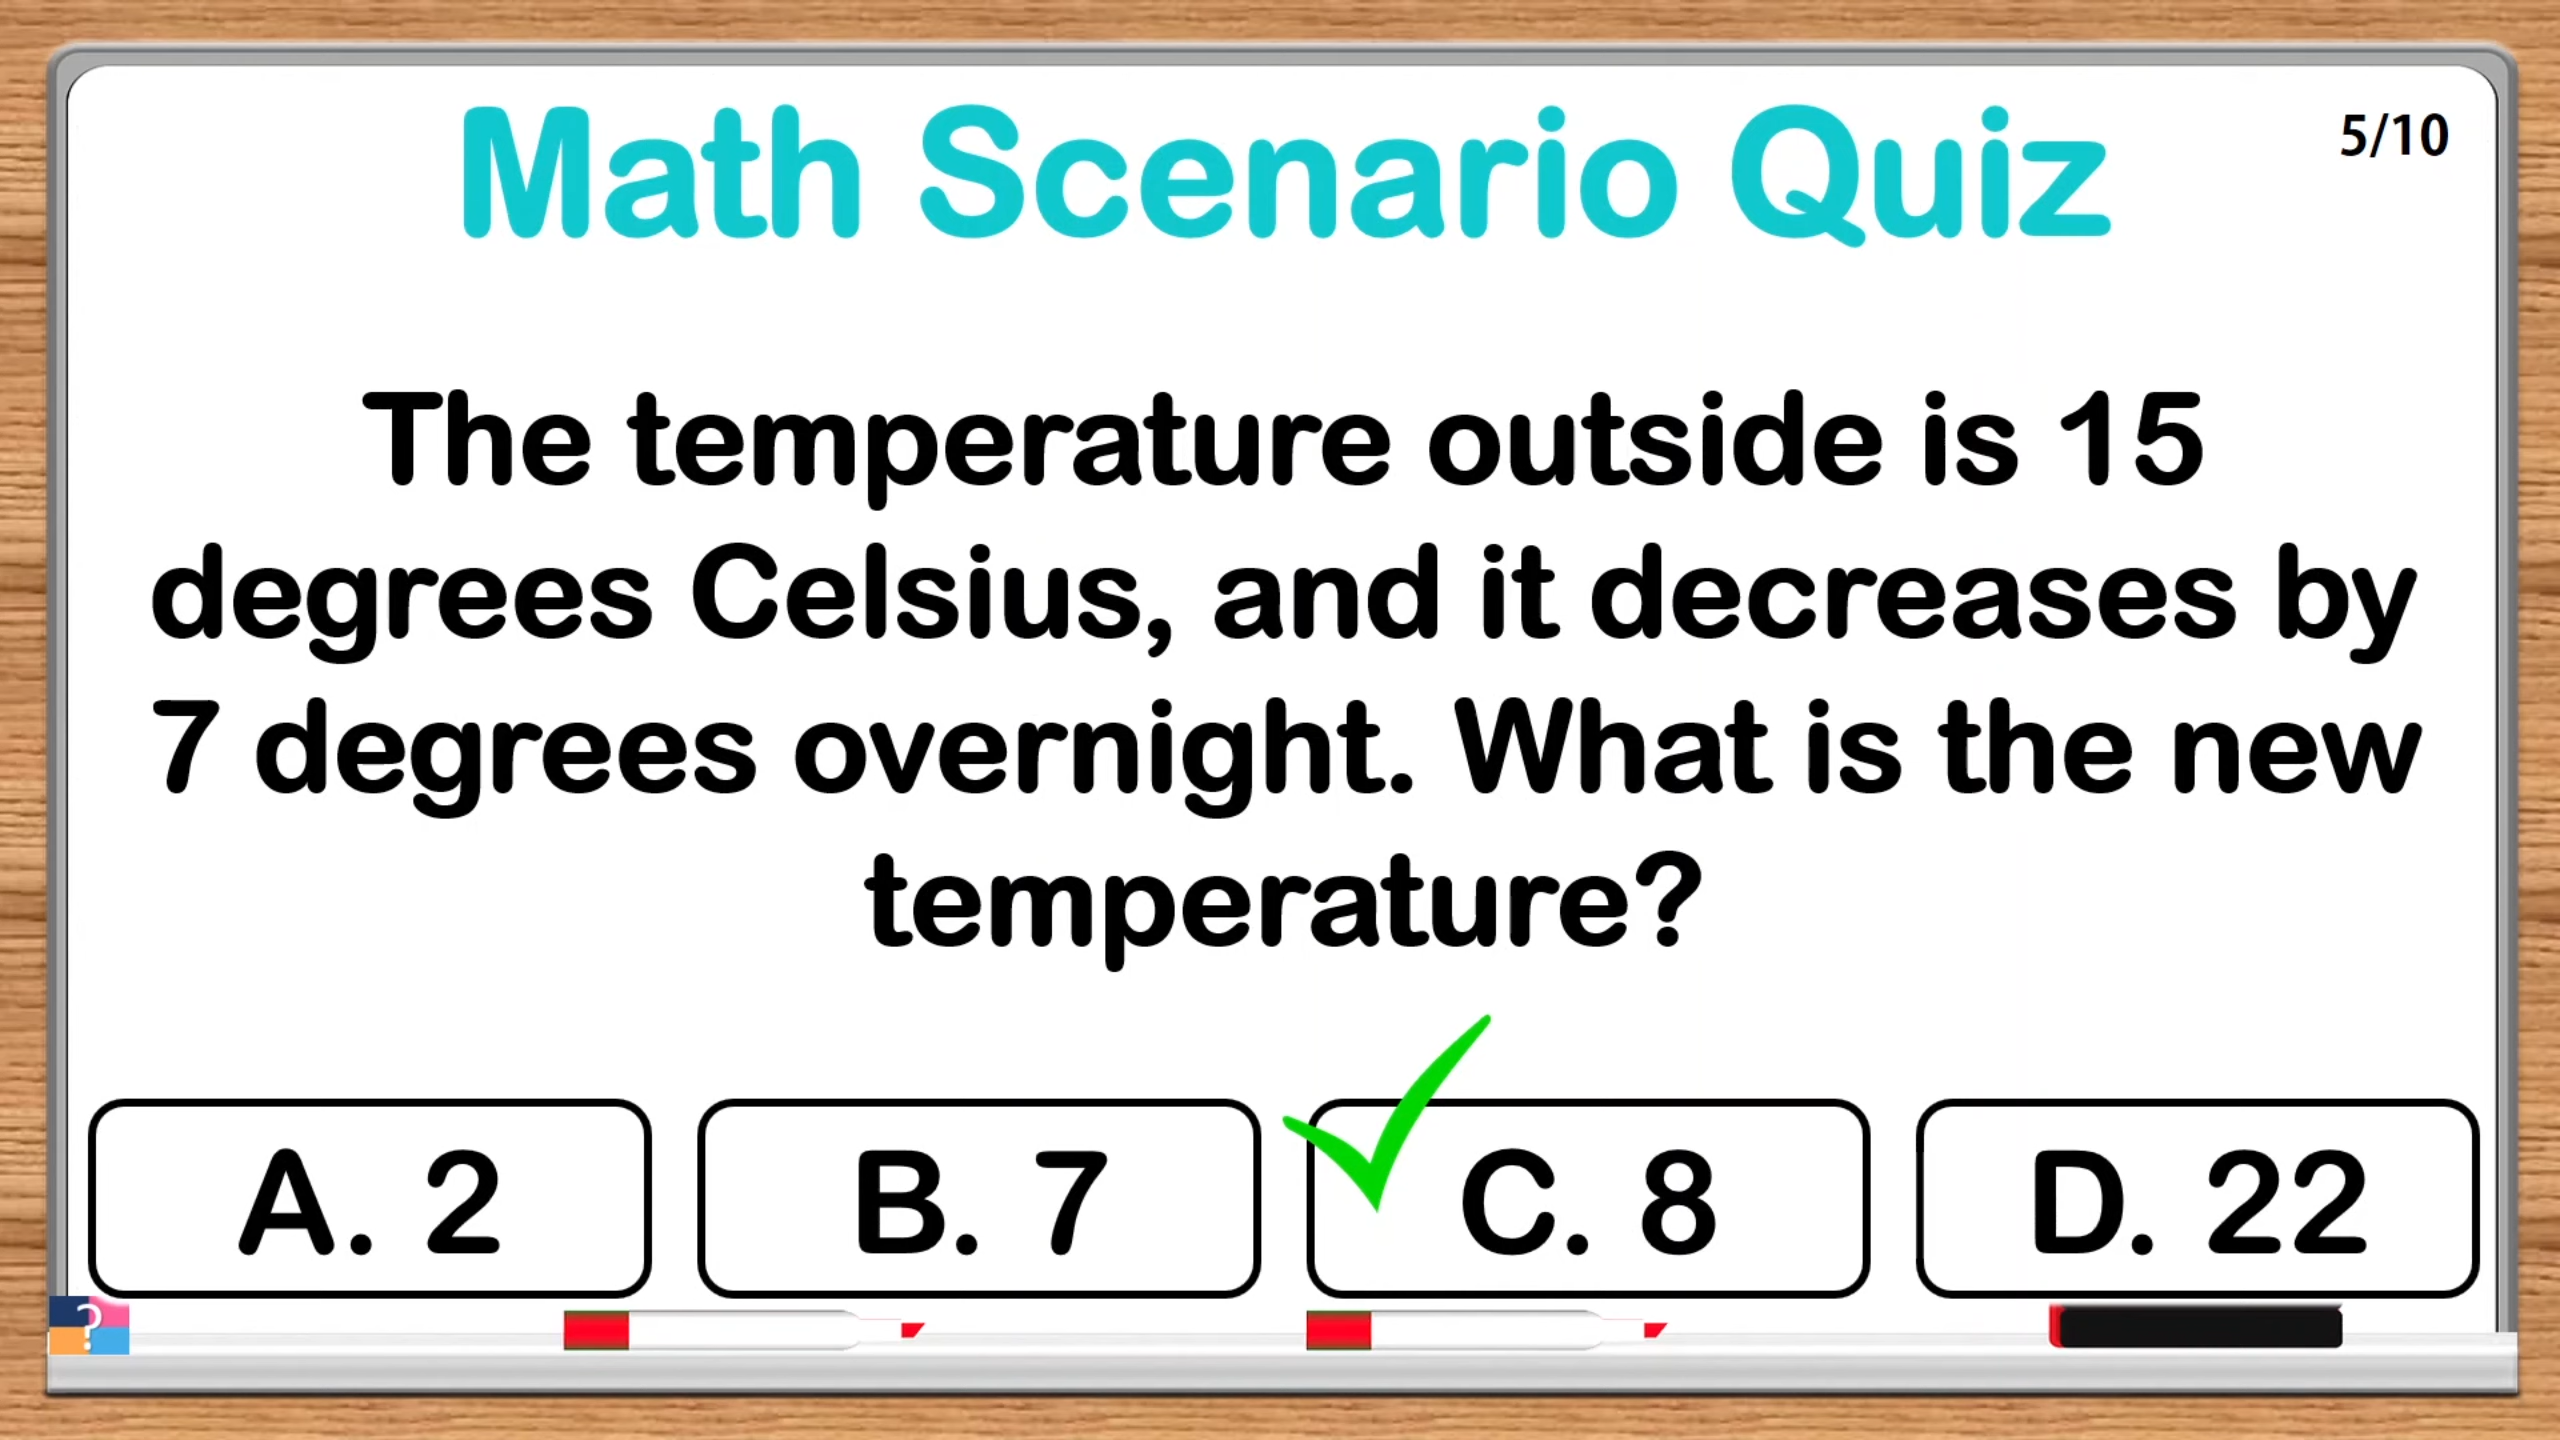 Math Scenario Quiz
5/10
The temperature outside is 15
degrees Celsius, and it decreases by
7 degrees overnight. What is the new
temperature?
A. 2
B. 7
C. 8
D. 22
?